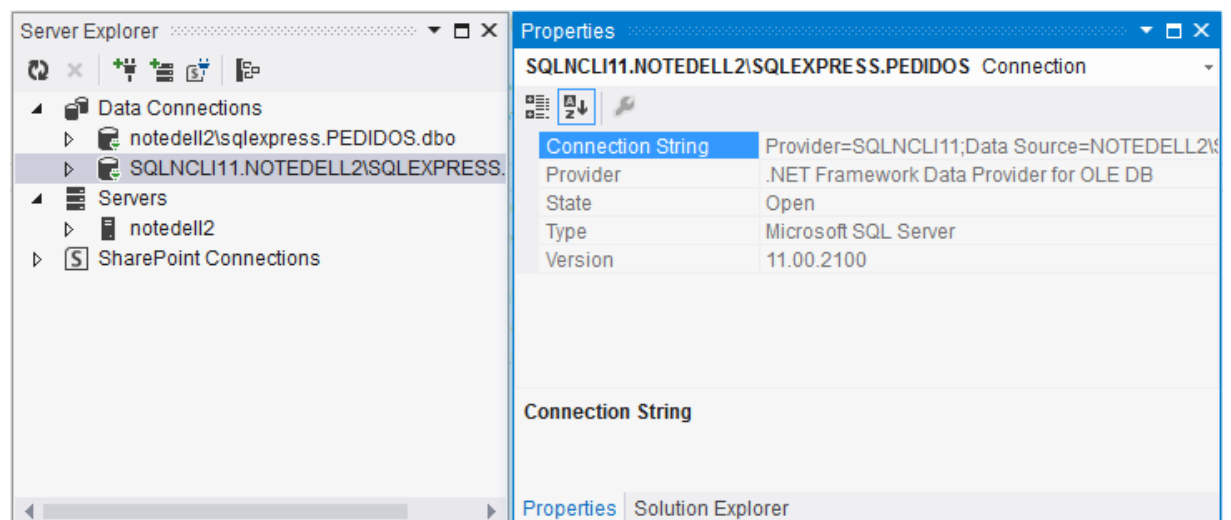 Server Explorer
Data Connections
notedell2\sqlexpress.PEDIDOS.dbo
SQLNCLI11.NOTEDELL2\SQLEXPRESS.
Servers
notedell2
SharePoint Connections
Properties
SQLNCLI11.NOTEDELL2\SQLEXPRESS.PEDIDOS Connection
Connection String Provider=SQLNCLI11;Data Source=NOTEDELL2\S
Provider .NET Framework Data Provider for OLE DB
State Open
Type Microsoft SQL Server
Version 11.00.2100
Connection String
Properties Solution Explorer